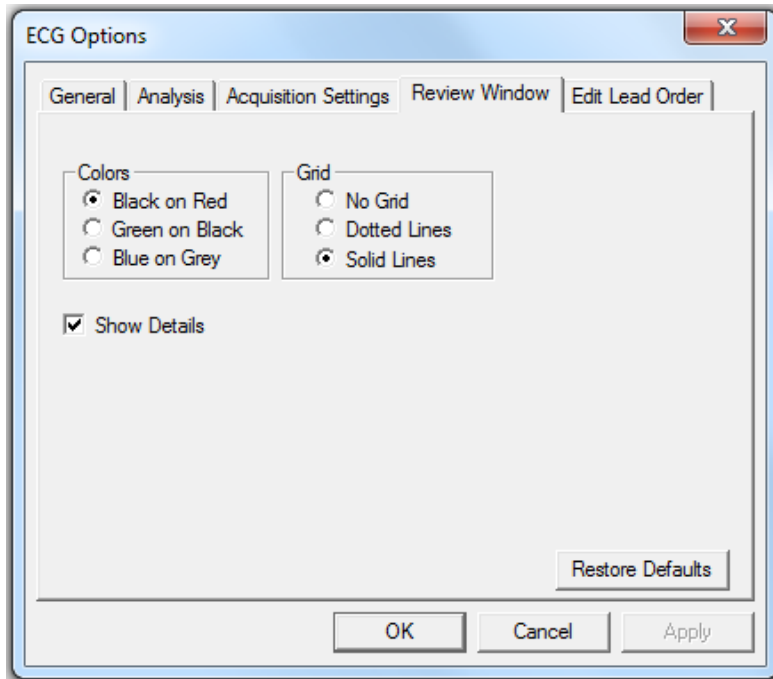 ECG Options
General Analysis Acquisition Settings Review Window Edit Lead Order
Colors
Black on Red
Green on Black
Blue on Grey
Grid
No Grid
Dotted Lines
Solid Lines
Show Details
Restore Defaults
OK Cancel Apply